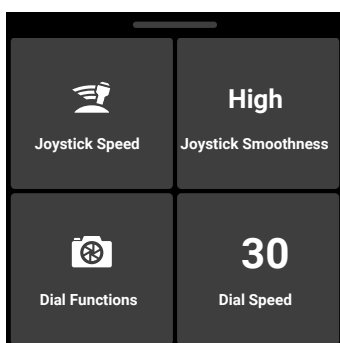 Joystick Speed
High
Joystick Smoothness
Dial Functions
30
Dial Speed